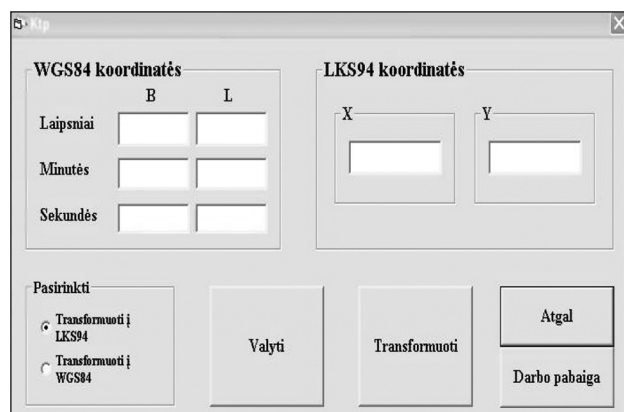 Ktp
WGS84 koordinatės
LKS94 koordinatės
B L
Laipsniai
Minutės
Sekundės
X
Y
Pasirinkti
Transformuoti į
LKS94
Transformuoti į
WGS84
Valyti
Transformuoti
Atgal
Darbo pabaiga